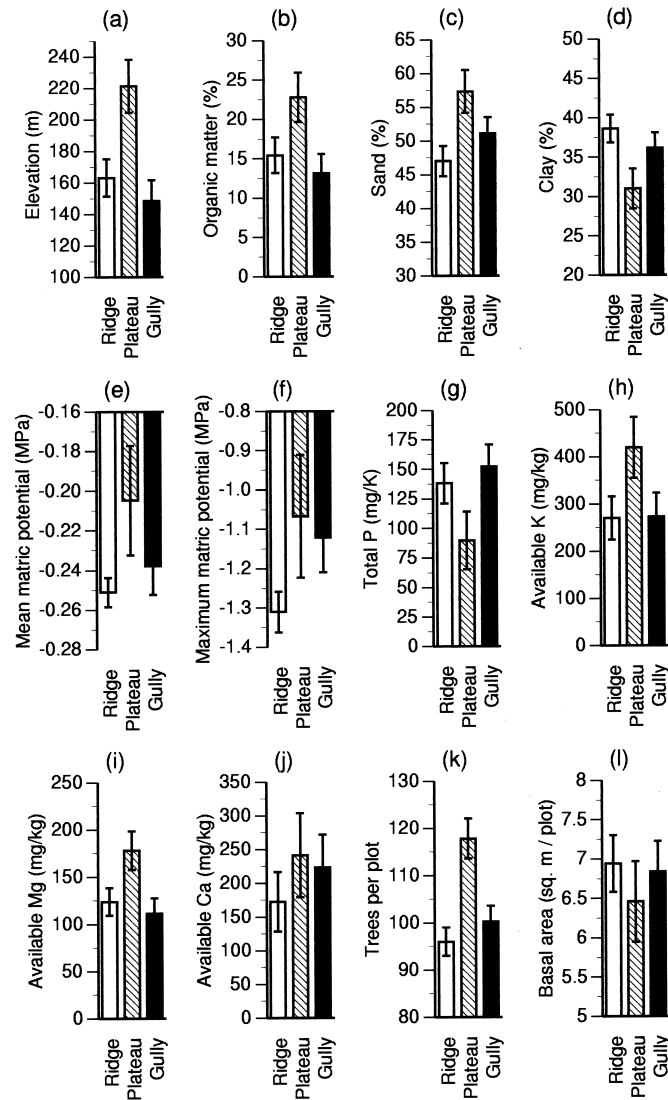 (a)
Elevation (m)
240
220
200
180
160
140
120
100
Ridge
Plateau
Gully
(b)
Organic matter (%)
30
25
20
15
10
5
0
Ridge
Plateau
Gully
(c)
Sand (%)
65
60
55
50
45
40
35
30
Ridge
Plateau
Gully
(d)
Clay (%)
50
45
40
35
30
25
20
Ridge
Plateau
Gully
(e)
Mean matric potential (MPa)
-0.16
-0.20
-0.22
-0.24
-0.26
-0.28
Ridge
Plateau
Gully
(f)
Maximum matric potential (MPa)
-0.8
-0.9
-1.0
-1.1
-1.2
-1.3
-1.4
Ridge
Plateau
Gully
(g)
Total P (mg/K)
200
175
150
125
100
75
50
25
0
Ridge
Plateau
Gully
(h)
Available K (mg/kg)
500
400
300
200
100
0
Ridge
Plateau
Gully
(i)
Available Mg (mg/kg)
250
200
150
100
50
0
Ridge
Plateau
Gully
(j)
Available Ca (mg/kg)
350
300
250
200
150
100
50
0
Ridge
Plateau
Gully
(k)
Trees per plot
130
120
110
100
90
80
Ridge
Plateau
Gully
(l)
Basal area (sq. m / plot)
8
7.5
7
6.5
6
5.5
5
Ridge
Plateau
Gully